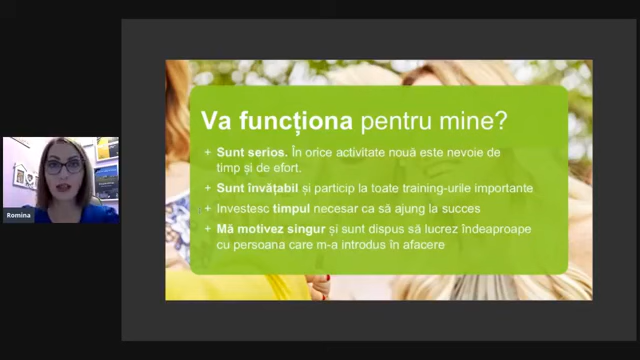 Va funcționa pentru mine?
+ Sunt serios. În orice activitate nouă este nevoie de
timp și de efort.
+ Sunt învățabil și particip la toate training-urile importante
+ Investesc timpul necesar ca să ajung la succes
+ Mă motivez singur și sunt dispus să lucrez îndeaproape
cu persoana care m-a introdus în afacere
Romina